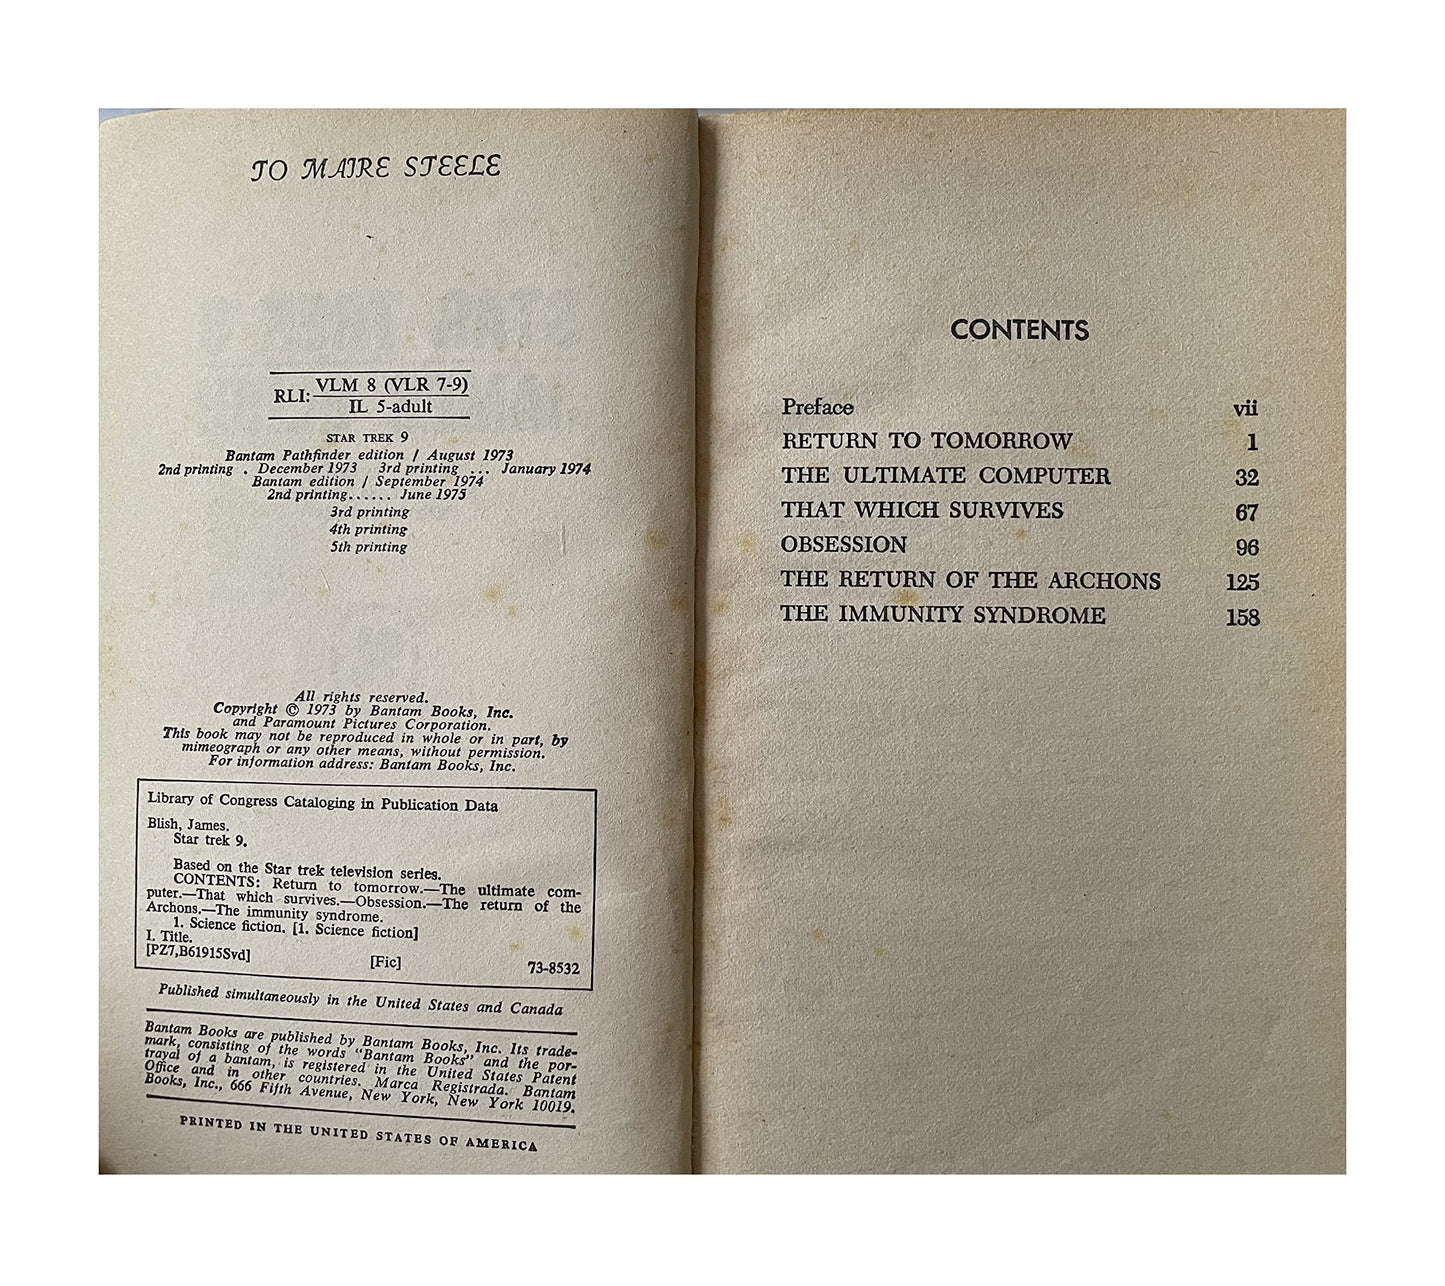 TO MAIRE STEELE
RLI: VLM 8 (VLR 7-9)
IL 5-adult
STAR TREK 9
Bantam Pathfinder edition / August 1973
2nd printing . December 1973 3rd printing ... January 1974
Bantam edition / September 1974
2nd printing...... June 1975
3rd printing
4th printing
5th printing
All rights reserved.
Copyright © 1973 by Bantam Books, Inc.
and Paramount Pictures Corporation.
This book may not be reproduced in whole or in part, by
mimeograph or any other means, without permission.
For information address: Bantam Books, Inc.
Library of Congress Cataloging in Publication Data
Blish, James.
Star trek 9.
Based on the Star trek television series.
CONTENTS: Return to tomorrow.—The ultimate com-
puter.—That which survives.—Obsession.—The return of the
Archons.—The immunity syndrome.
1. Science fiction. [1. Science fiction]
I. Title.
[PZ7,B61915Svd] [Fic] 73-8532
Published simultaneously in the United States and Canada
Bantam Books are published by Bantam Books, Inc. Its trade-
mark, consisting of the words "Bantam Books" and the por-
trayal of a bantam, is registered in the United States Patent
Office and in other countries. Marca Registrada. Bantam
Books, Inc., 666 Fifth Avenue, New York, New York 10019.
PRINTED IN THE UNITED STATES OF AMERICA
CONTENTS
Preface vii
RETURN TO TOMORROW 1
THE ULTIMATE COMPUTER 32
THAT WHICH SURVIVES 67
OBSESSION 96
THE RETURN OF THE ARCHONS 125
THE IMMUNITY SYNDROME 158